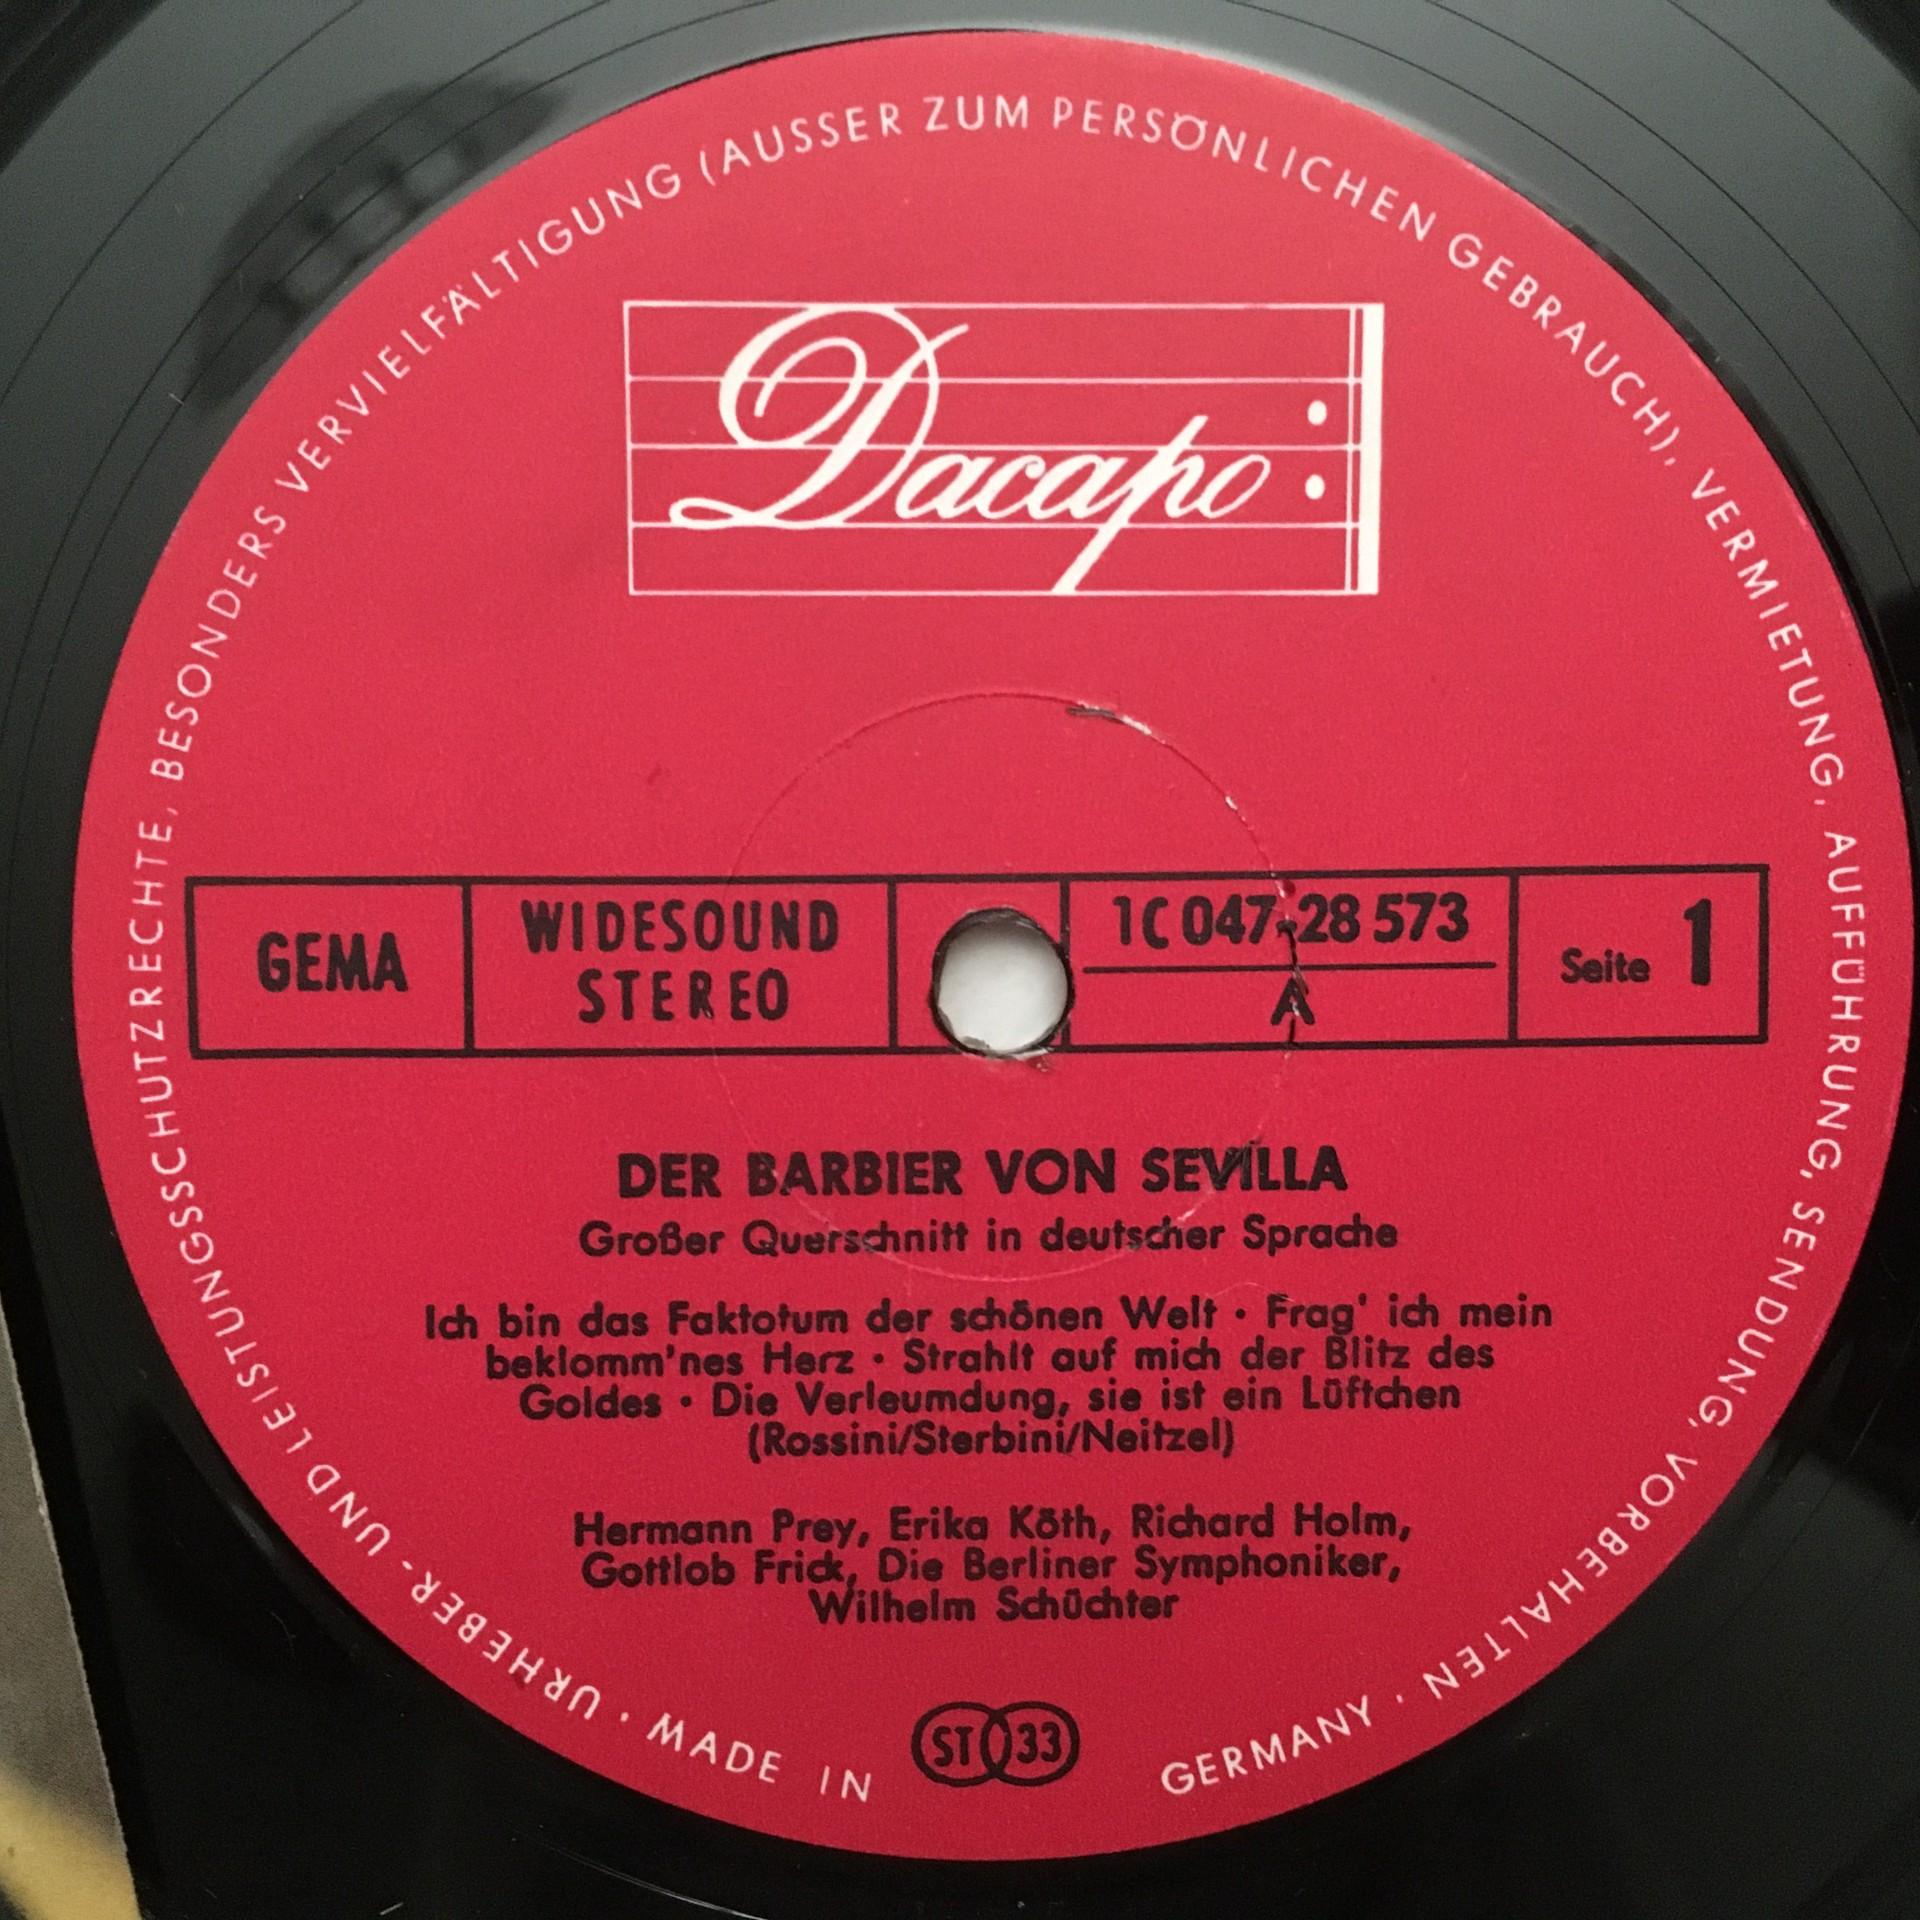 URHEBER- UND LEISTUNGSSCHUTZRECHTE, BESONDERS VERVIELFÄLTIGUNG (AUSSER ZUM PERSÖNLICHEN GEBRAUCH), VERMIETUNG, AUFFÜHRUNG, SENDUNG, VORBEHALTEN ·
Dacapo
GEMA
WIDESOUND
STEREO
1C 047-28 573
A
Seite 1
DER BARBIER VON SEVILLA
Großer Querschnitt in deutscher Sprache
Ich bin das Faktotum der schönen Welt · Frag' ich mein
beklomm'nes Herz · Strahlt auf mich der Blitz des
Goldes · Die Verleumdung, sie ist ein Lüftchen
(Rossini/Sterbini/Neitzel)
Hermann Prey, Erika Köth, Richard Holm,
Gottlob Frick, Die Berliner Symphoniker,
Wilhelm Schüchter
ST 33
· MADE IN GERMANY